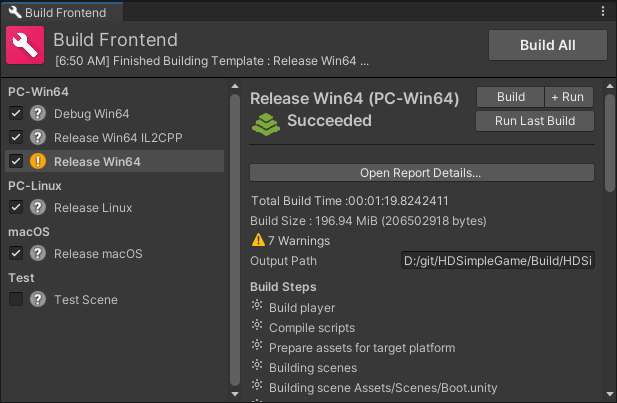 Build Frontend
Build Frontend
[6:50 AM] Finished Building Template : Release Win64 ...
Build All
PC-Win64
Debug Win64
Release Win64 IL2CPP
Release Win64
PC-Linux
Release Linux
macOS
Release macOS
Test
Test Scene
Release Win64 (PC-Win64)
Succeeded
Build
+ Run
Run Last Build
Open Report Details...
Total Build Time :00:01:19.8242411
Build Size : 196.94 MiB (206502918 bytes)
7 Warnings
Output Path
D:/git/HDSimpleGame/Build/HDSi
Build Steps
Build player
Compile scripts
Prepare assets for target platform
Building scenes
Building scene Assets/Scenes/Boot.unity